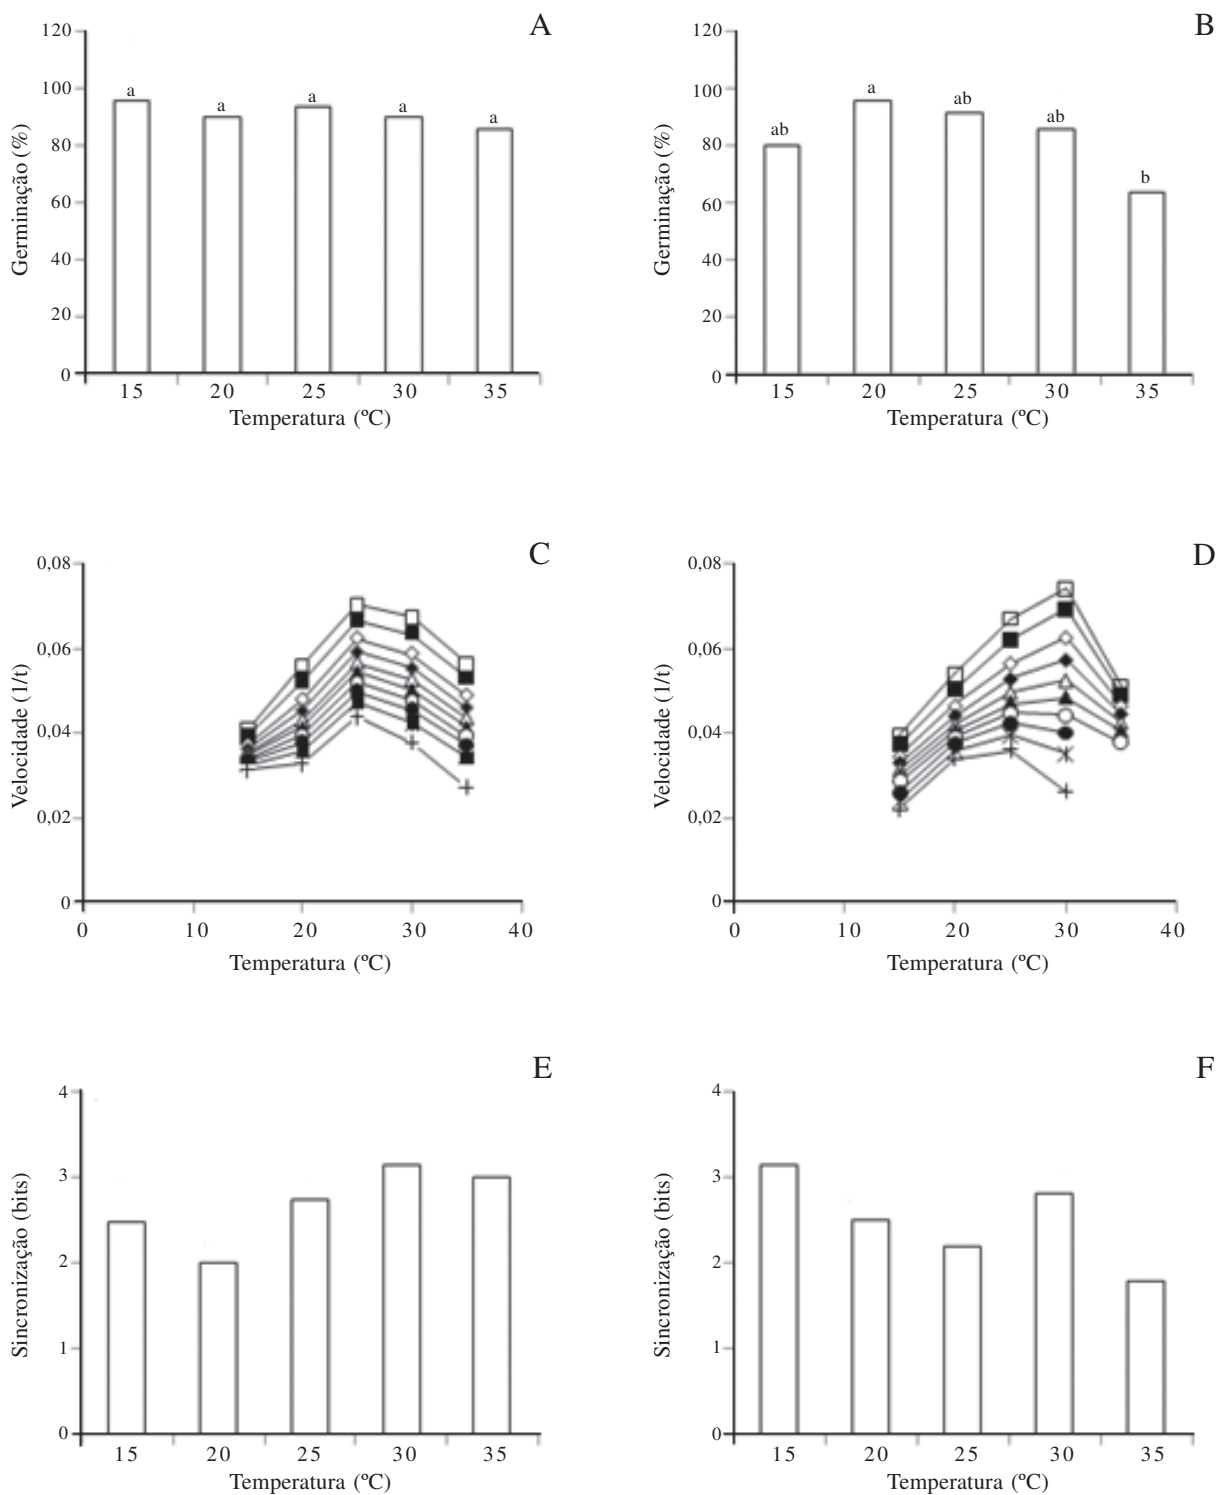 A
120
100
80
60
40
20
0
Germinação (%)
a
a
a
a
a
15 20 25 30 35
Temperatura (ºC)
B
120
100
80
60
40
20
0
Germinação (%)
ab
a
ab
ab
b
15 20 25 30 35
Temperatura (ºC)
C
0,08
0,06
0,04
0,02
0
Velocidade (1/t)
0 10 20 30 40
Temperatura (ºC)
D
0,08
0,06
0,04
0,02
0
Velocidade (1/t)
0 10 20 30 40
Temperatura (ºC)
E
4
3
2
1
0
Sincronização (bits)
15 20 25 30 35
Temperatura (ºC)
F
4
3
2
1
0
Sincronização (bits)
15 20 25 30 35
Temperatura (ºC)